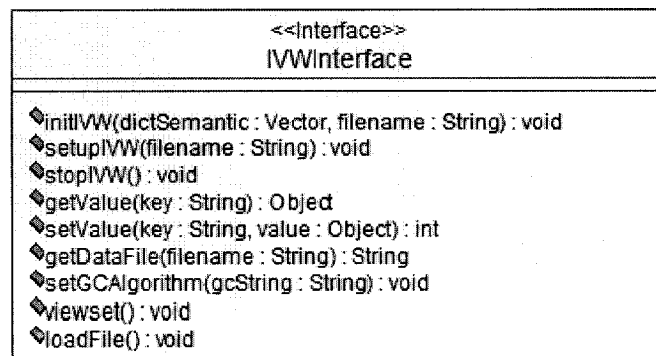 <<Interface>>
IVWInterface
initIVW(dictSemantic : Vector, filename : String) : void
setupIVW(filename : String) : void
stopIVW() : void
getValue(key : String) : Object
setValue(key : String, value : Object) : int
getDataFile(filename : String) : String
setGCAlgorithm(gcString : String) : void
viewset() : void
loadFile() : void